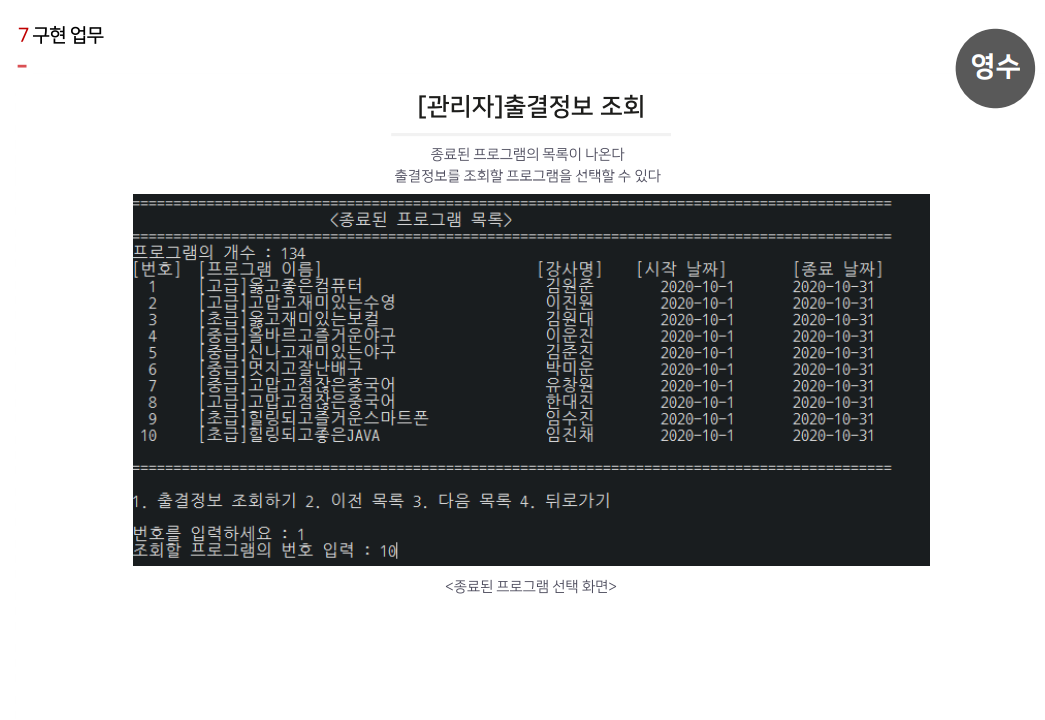 7 구현 업무
영수
[관리자]출결정보 조회
종료된 프로그램의 목록이 나온다
출결정보를 조회할 프로그램을 선택할 수 있다
============================================================================================
<종료된 프로그램 목록>
============================================================================================
프로그램의 개수 : 134
[번호] [프로그램 이름] [강사명] [시작 날짜] [종료 날짜]
1 [고급]옳고좋은컴퓨터 김원준 2020-10-1 2020-10-31
2 [고급]고맙고재미있는수영 이진원 2020-10-1 2020-10-31
3 [초급]옳고재미있는보컬 김원대 2020-10-1 2020-10-31
4 [중급]올바르고즐거운야구 이운진 2020-10-1 2020-10-31
5 [중급]신나고재미있는야구 김준진 2020-10-1 2020-10-31
6 [중급]멋지고잘난배구 박미운 2020-10-1 2020-10-31
7 [중급]고맙고점잖은중국어 유창원 2020-10-1 2020-10-31
8 [고급]고맙고점잖은중국어 한대진 2020-10-1 2020-10-31
9 [초급]힐링되고즐거운스마트폰 임수진 2020-10-1 2020-10-31
10 [초급]힐링되고좋은JAVA 임진채 2020-10-1 2020-10-31
============================================================================================
1. 출결정보 조회하기 2. 이전 목록 3. 다음 목록 4. 뒤로가기
번호를 입력하세요 : 1
조회할 프로그램의 번호 입력 : 10
<종료된 프로그램 선택 화면>